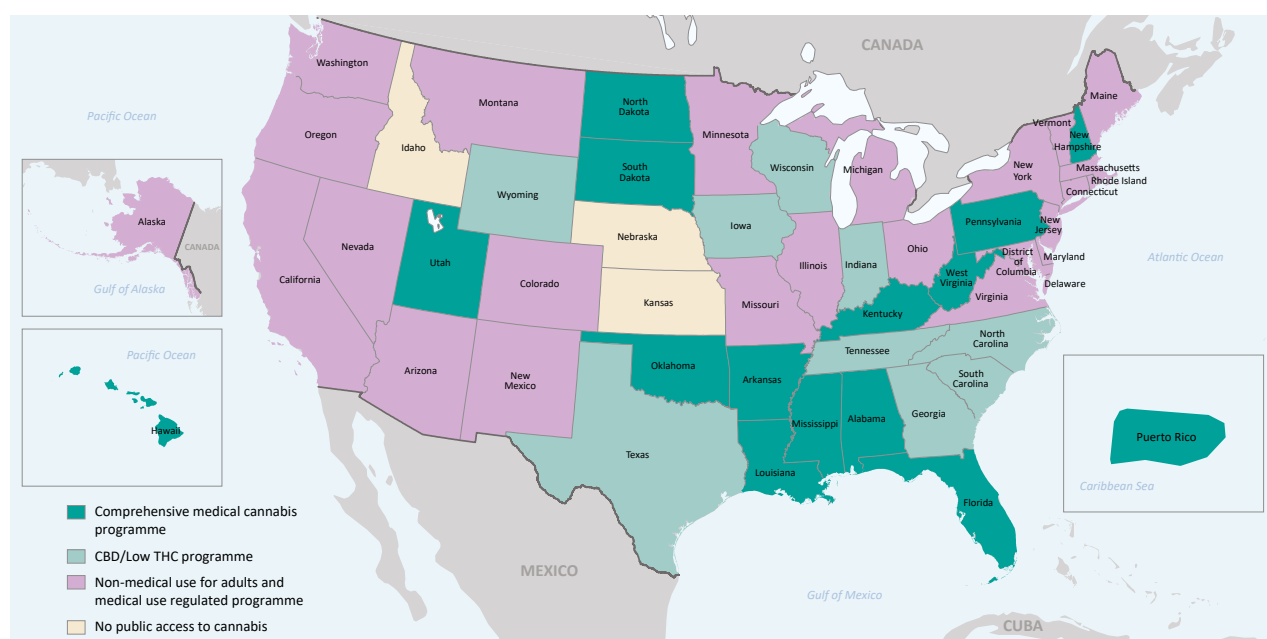 CANADA
Washington
Maine
Montana
North
Dakota
Pacific Ocean
Vermont
Oregon
Minnesota
New
Hampshire
Idaho
Massachusetts
Wisconsin
Michigan
New
York
South
Dakota
Rhode Island
Connecticut
Wyoming
Alaska
Pennsylvania
New
Jersey
Iowa
Nebraska
CANADA
Nevada
Ohio
District
of
Columbia
Maryland
Atlantic Ocean
Utah
Illinois
Indiana
West
Virginia
California
Colorado
Delaware
Gulf of Alaska
Kansas
Missouri
Virginia
Kentucky
North
Carolina
Pacific Ocean
Tennessee
Oklahoma
Arizona
New
Mexico
Arkansas
South
Carolina
Georgia
Hawaii
Mississippi
Alabama
Puerto Rico
Texas
Louisiana
Caribbean Sea
Florida
Comprehensive medical cannabis
programme
CBD/Low THC programme
MEXICO
Non-medical use for adults and
medical use regulated programme
Gulf of Mexico
No public access to cannabis
CUBA